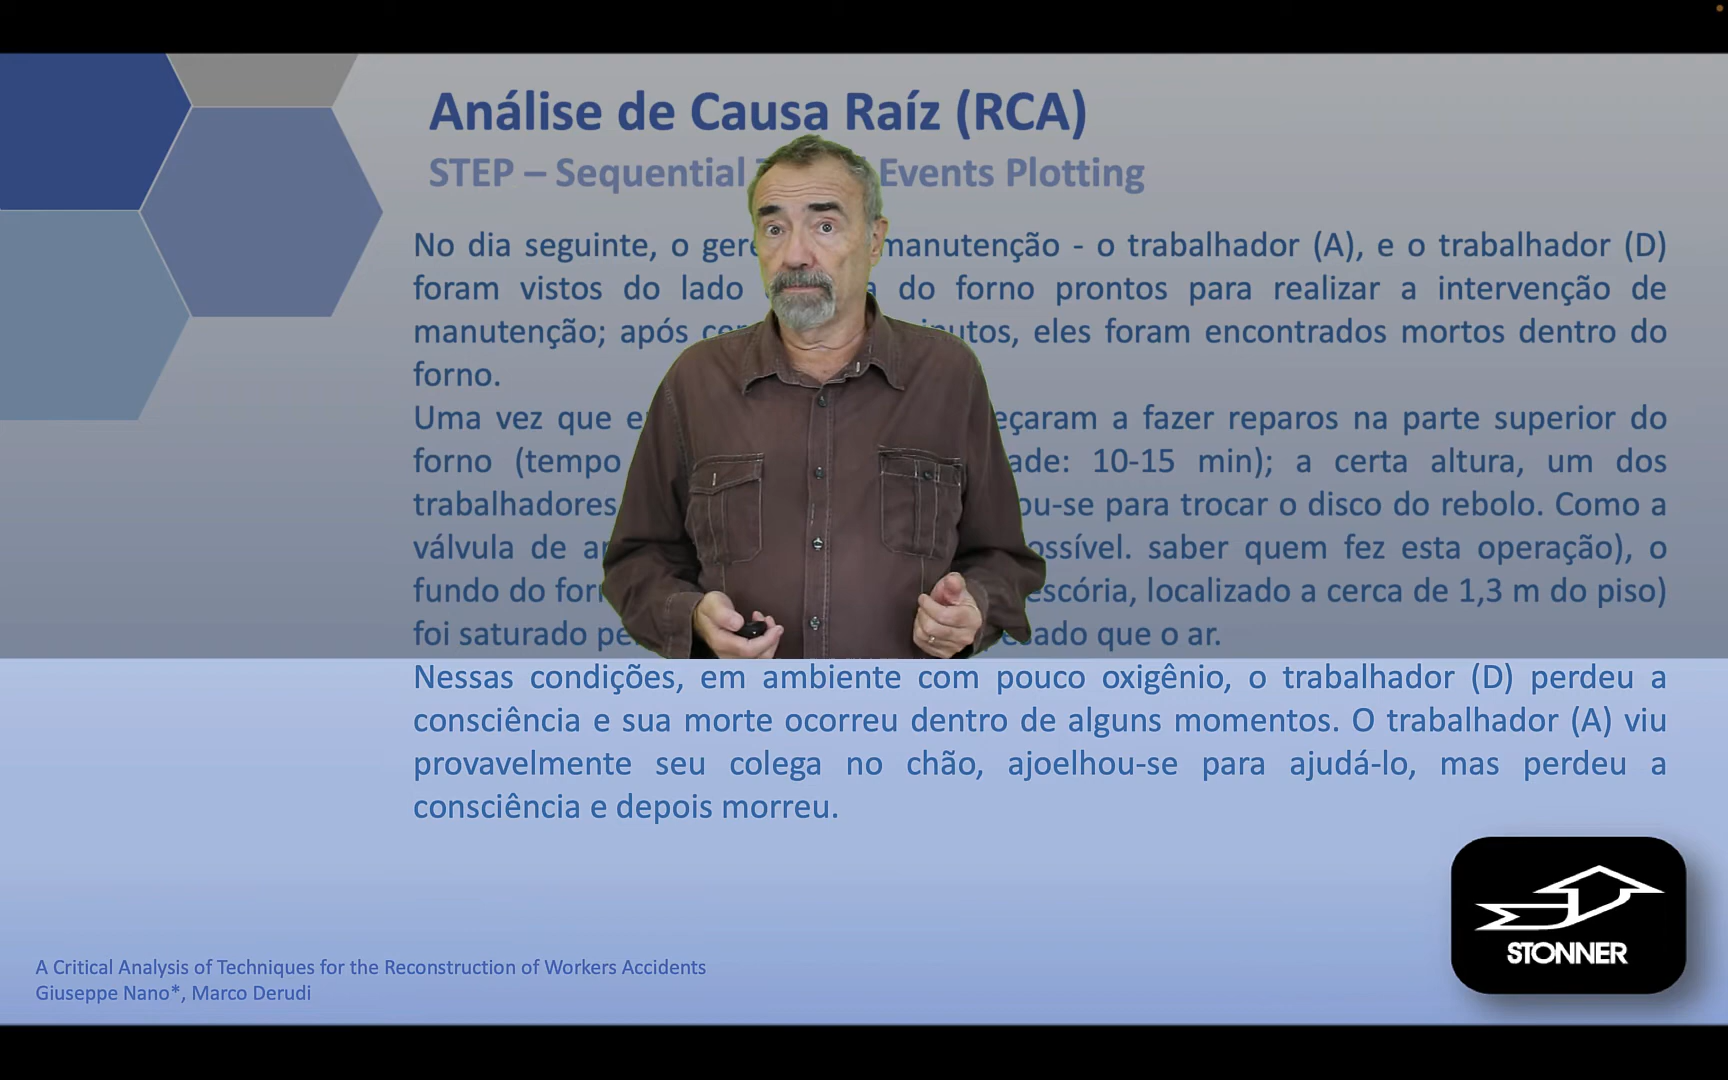 Análise de Causa Raíz (RCA)
STEP – Sequential Events Plotting
No dia seguinte, o manutenção - o trabalhador (A), e o trabalhador (D)
foram vistos do lado do forno prontos para realizar a intervenção de
manutenção; após eles foram encontrados mortos dentro do
forno.
Uma vez que a fazer reparos na parte superior do
forno (tempo 10-15 min); a certa altura, um dos
trabalhadores para trocar o disco do rebolo. Como a
válvula de saber quem fez esta operação), o
fundo do escória, localizado a cerca de 1,3 m do piso)
foi saturado que o ar.
Nessas condições, em ambiente com pouco oxigênio, o trabalhador (D) perdeu a
consciência e sua morte ocorreu dentro de alguns momentos. O trabalhador (A) viu
provavelmente seu colega no chão, ajoelhou-se para ajudá-lo, mas perdeu a
consciência e depois morreu.
STONNER
A Critical Analysis of Techniques for the Reconstruction of Workers Accidents
Giuseppe Nano*, Marco Derudi